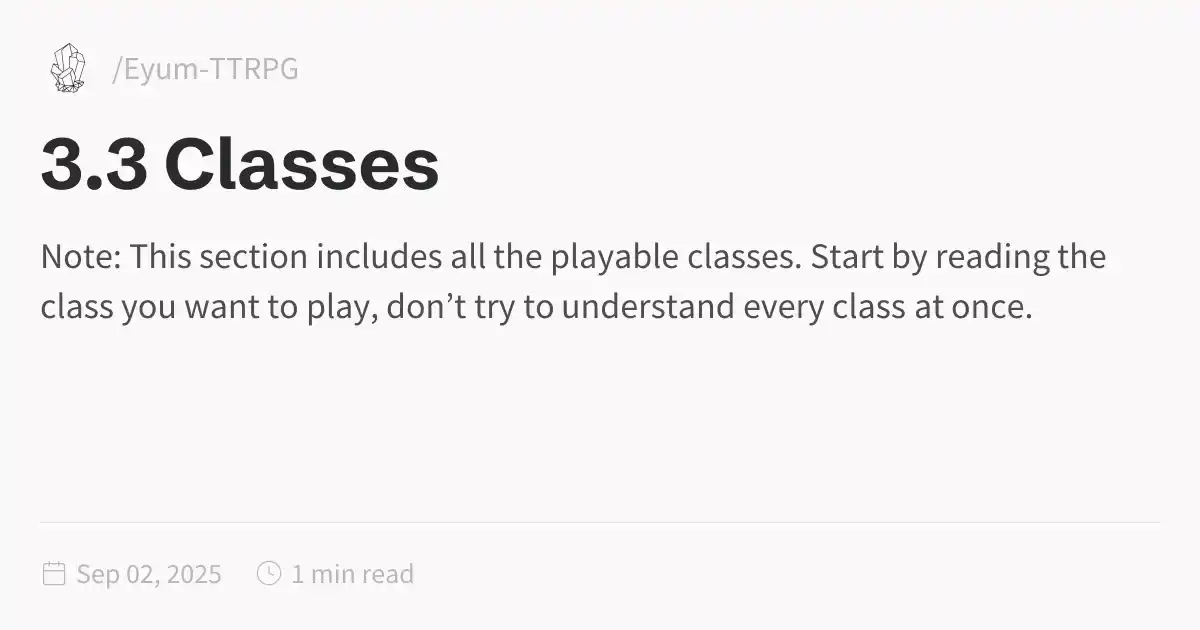 /Eyum-TTRPG
3.3 Classes
Note: This section includes all the playable classes. Start by reading the
class you want to play, don’t try to understand every class at once.
Sep 02, 2025 1 min read